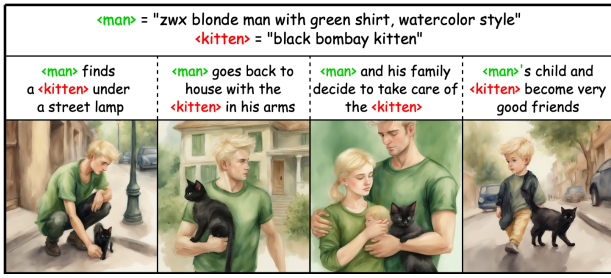 <man> = "zwx blonde man with green shirt, watercolor style"
<kitten> = "black bombay kitten"
<man> finds
a <kitten> under
a street lamp
<man> goes back to
house with the
<kitten> in his arms
<man> and his family
decide to take care of
the <kitten>
<man>'s child and
<kitten> become very
good friends